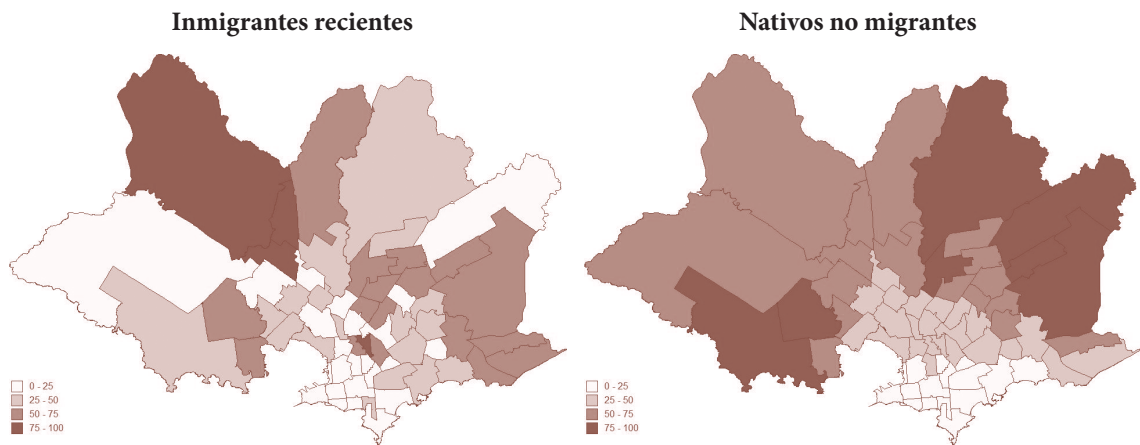 Inmigrantes recientes
Nativos no migrantes
0 - 25
25 - 50
50 - 75
75 - 100
0 - 25
25 - 50
50 - 75
75 - 100